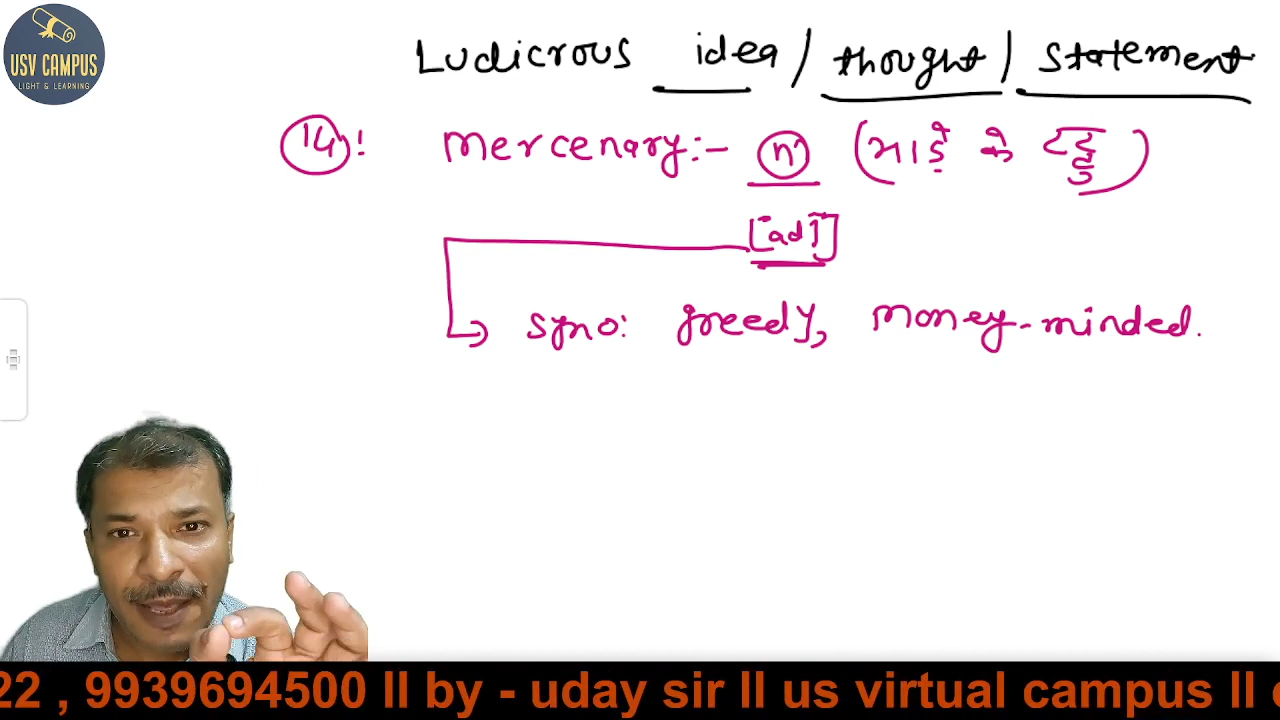 USV CAMPUS
LIGHT & LEARNING
Ludicrous idea / thought / statement
14! mercenary:- n (भाड़े के टट्टू)
[adj]
syno: greedy, money-minded.
22 , 9939694500 ll by - uday sir ll us virtual campus ll